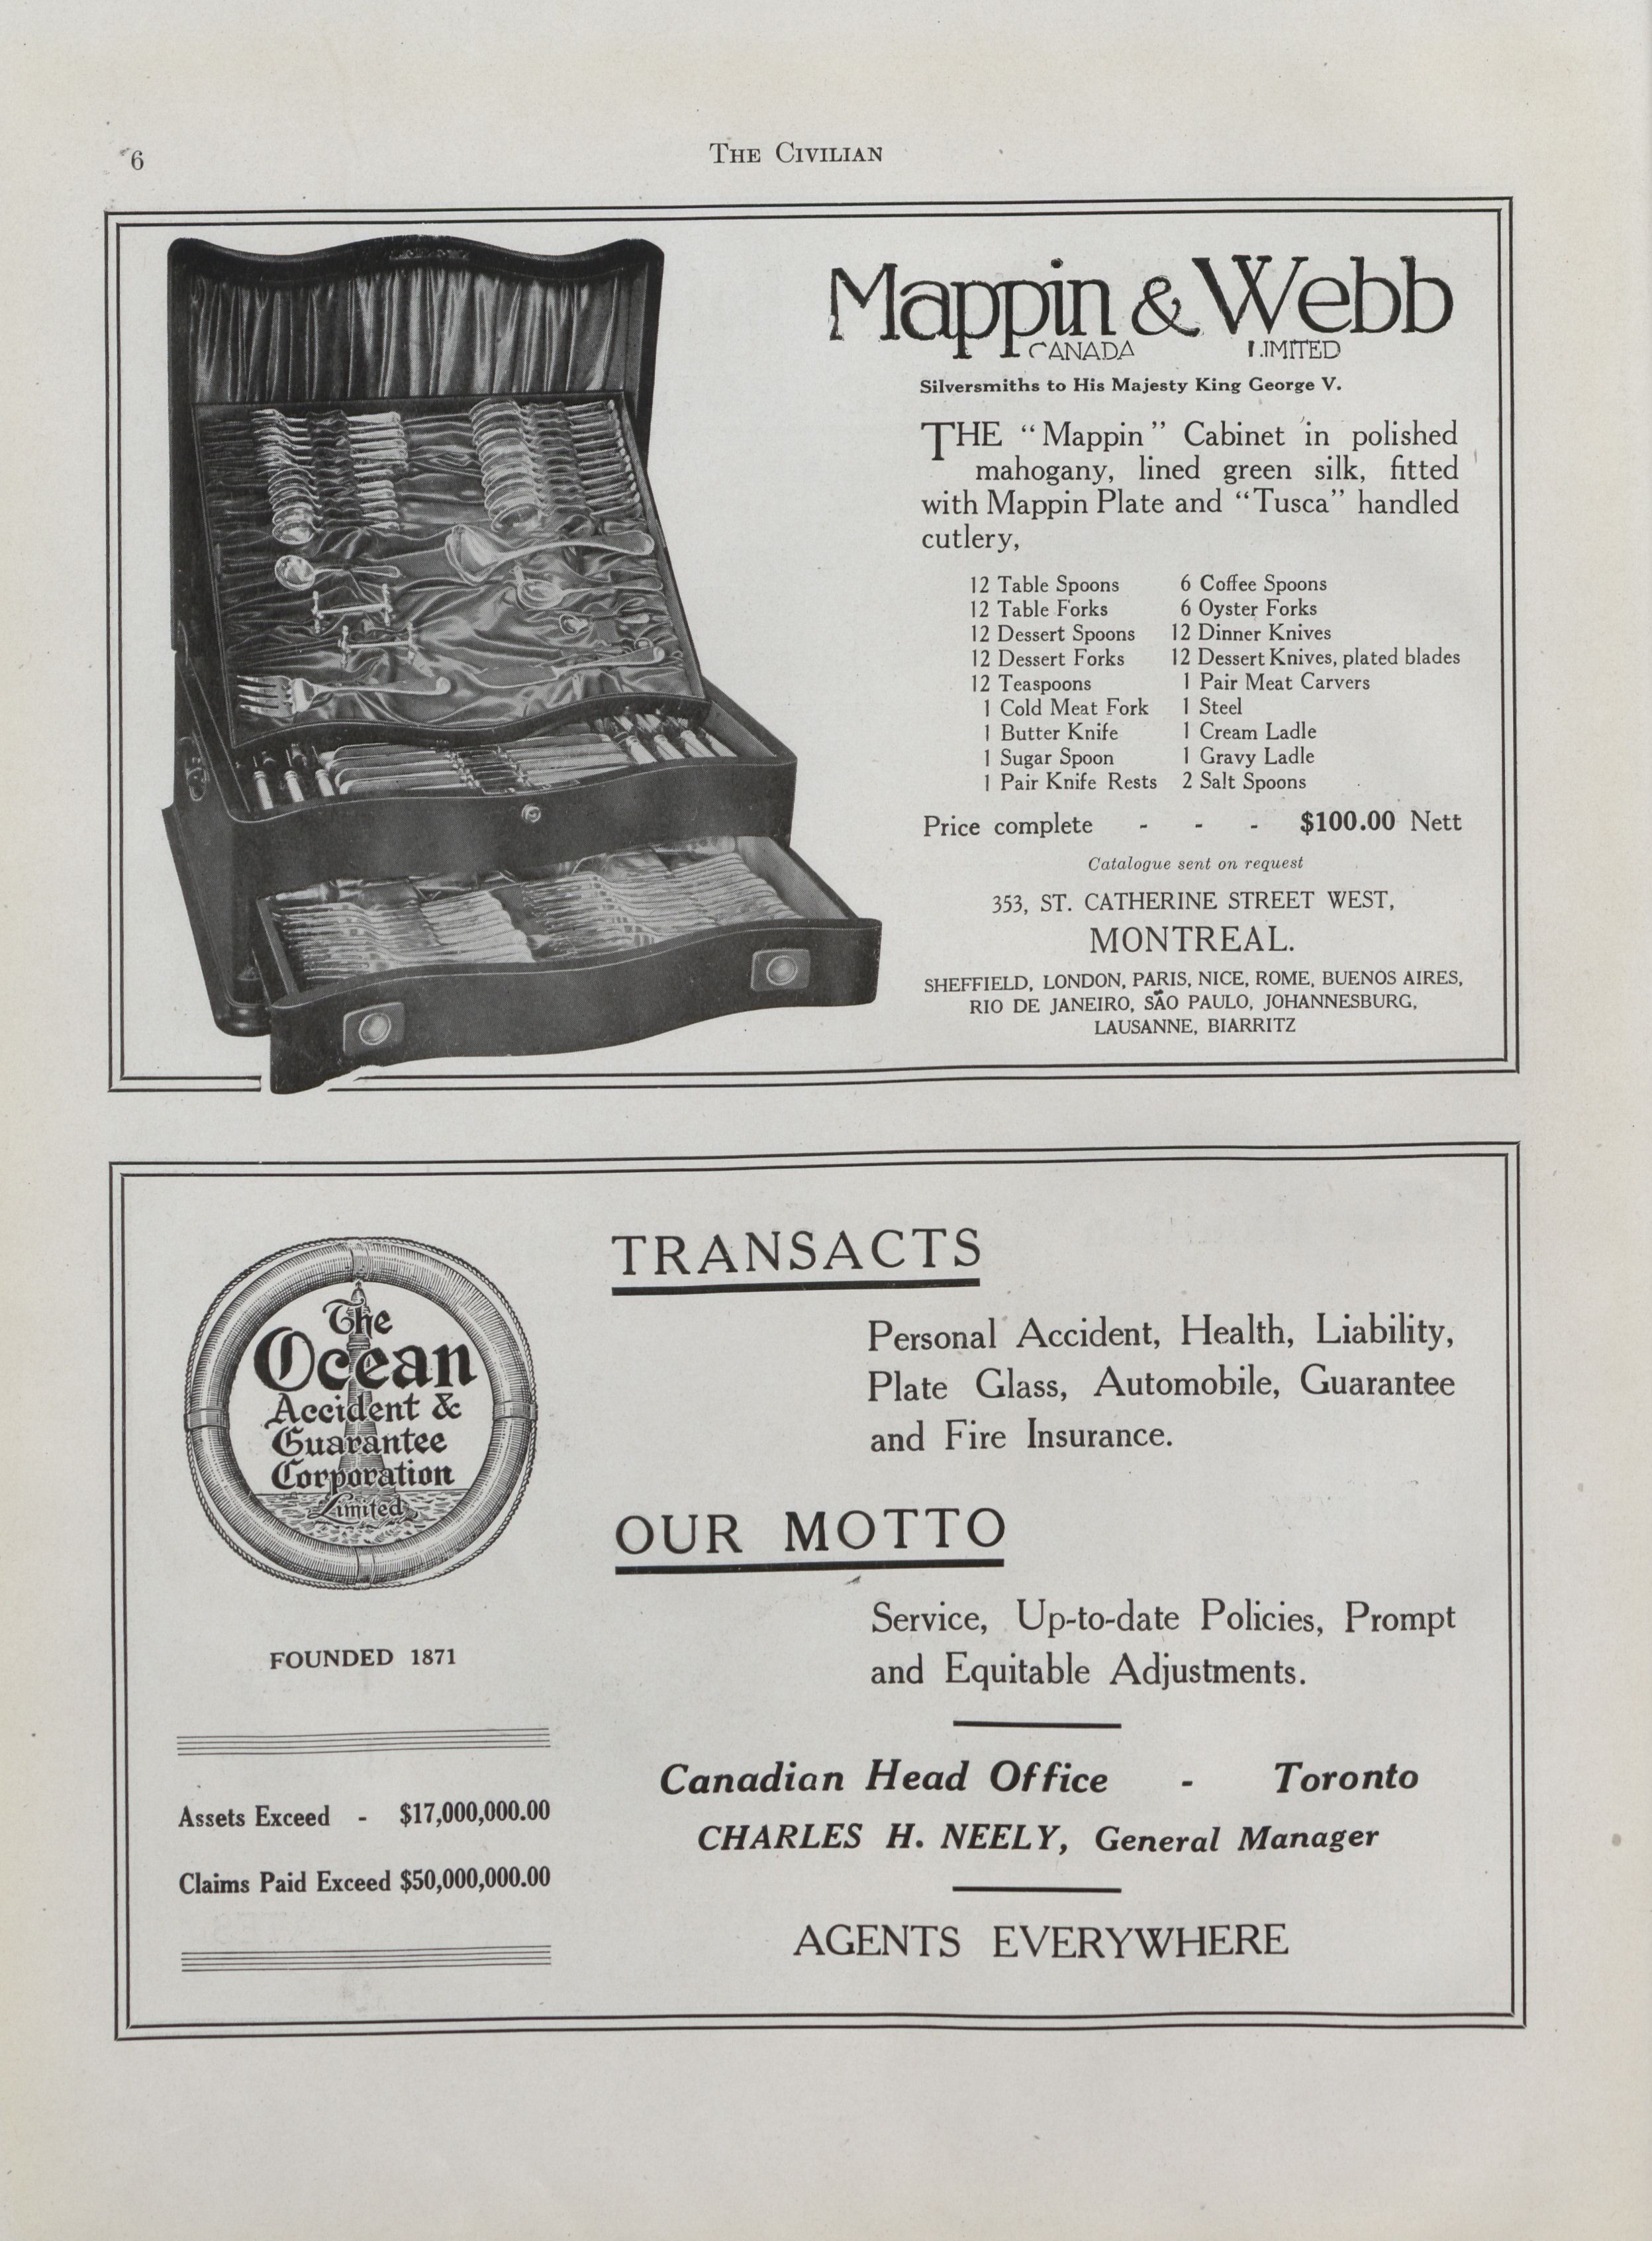 6
THE CIVILIAN
Mappin & Webb
CANADA LIMITED
Silversmiths to His Majesty King George V.
THE “Mappin” Cabinet in polished
mahogany, lined green silk, fitted
with Mappin Plate and “Tusca” handled
cutlery,
12 Table Spoons 6 Coffee Spoons
12 Table Forks 6 Oyster Forks
12 Dessert Spoons 12 Dinner Knives
12 Dessert Forks 12 Dessert Knives, plated blades
12 Teaspoons 1 Pair Meat Carvers
1 Cold Meat Fork 1 Steel
1 Butter Knife 1 Cream Ladle
1 Sugar Spoon 1 Gravy Ladle
1 Pair Knife Rests 2 Salt Spoons
Price complete - - - $100.00 Nett
Catalogue sent on request
353, ST. CATHERINE STREET WEST,
MONTREAL.
SHEFFIELD, LONDON, PARIS, NICE, ROME, BUENOS AIRES,
RIO DE JANEIRO, SÃO PAULO, JOHANNESBURG,
LAUSANNE, BIARRITZ
The
Ocean
Accident &
Guarantee
Corporation
Limited
FOUNDED 1871
Assets Exceed - $17,000,000.00
Claims Paid Exceed $50,000,000.00
TRANSACTS
Personal Accident, Health, Liability,
Plate Glass, Automobile, Guarantee
and Fire Insurance.
OUR MOTTO
Service, Up-to-date Policies, Prompt
and Equitable Adjustments.
Canadian Head Office - Toronto
CHARLES H. NEELY, General Manager
AGENTS EVERYWHERE